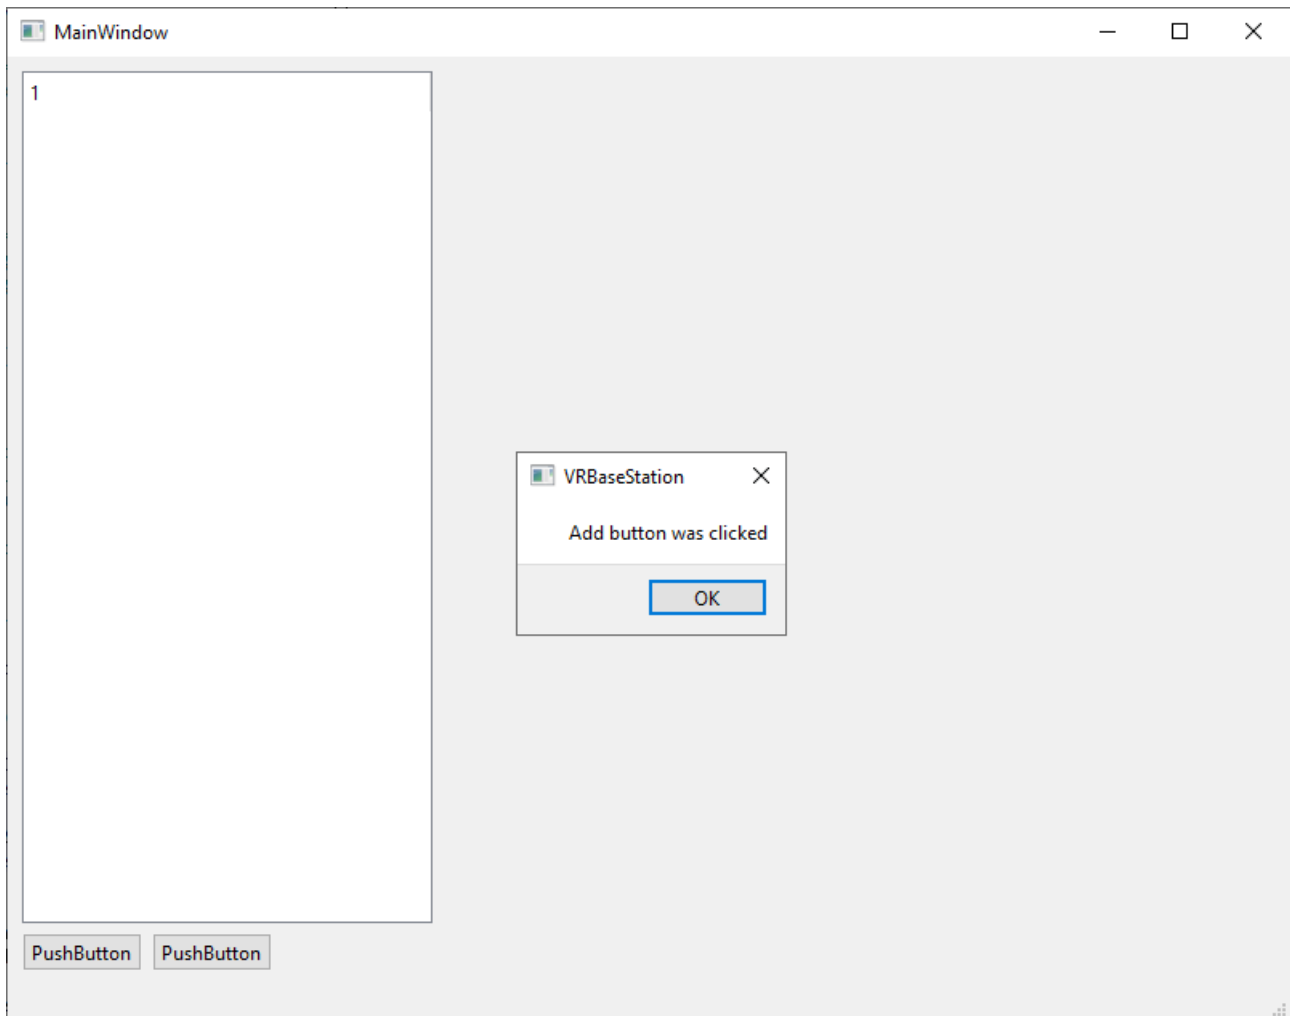 MainWindow
1
VRBaseStation
Add button was clicked
OK
PushButton PushButton